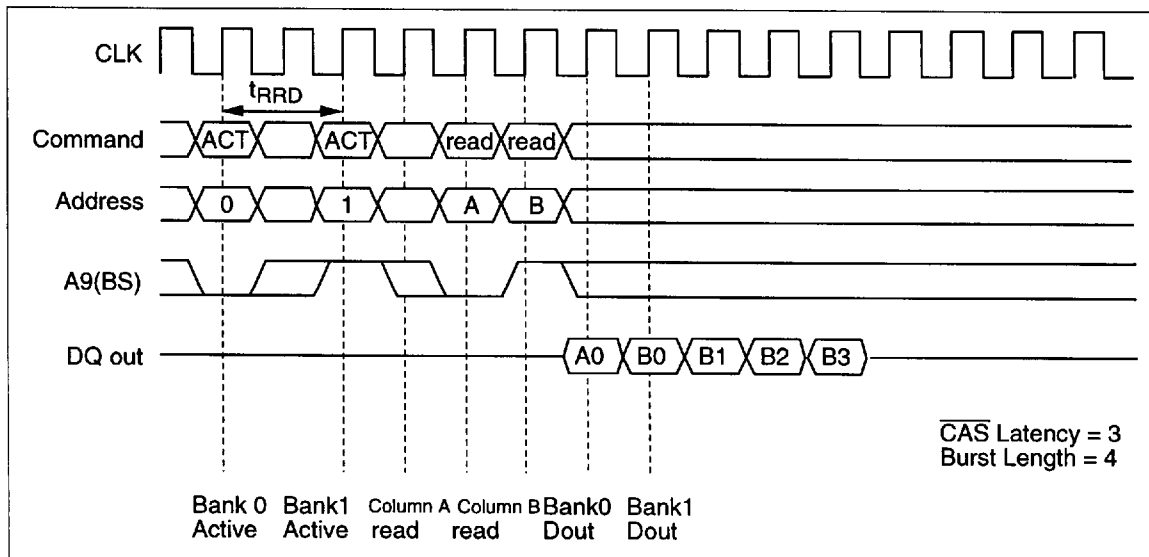 CLK
tRRD
Command
ACT ACT read read
Address
0 1 A B
A9(BS)
DQ out
A0 B0 B1 B2 B3
CAS Latency = 3
Burst Length = 4
Bank 0 Bank1 Column A Column B Bank0 Bank1
Active Active read read Dout Dout